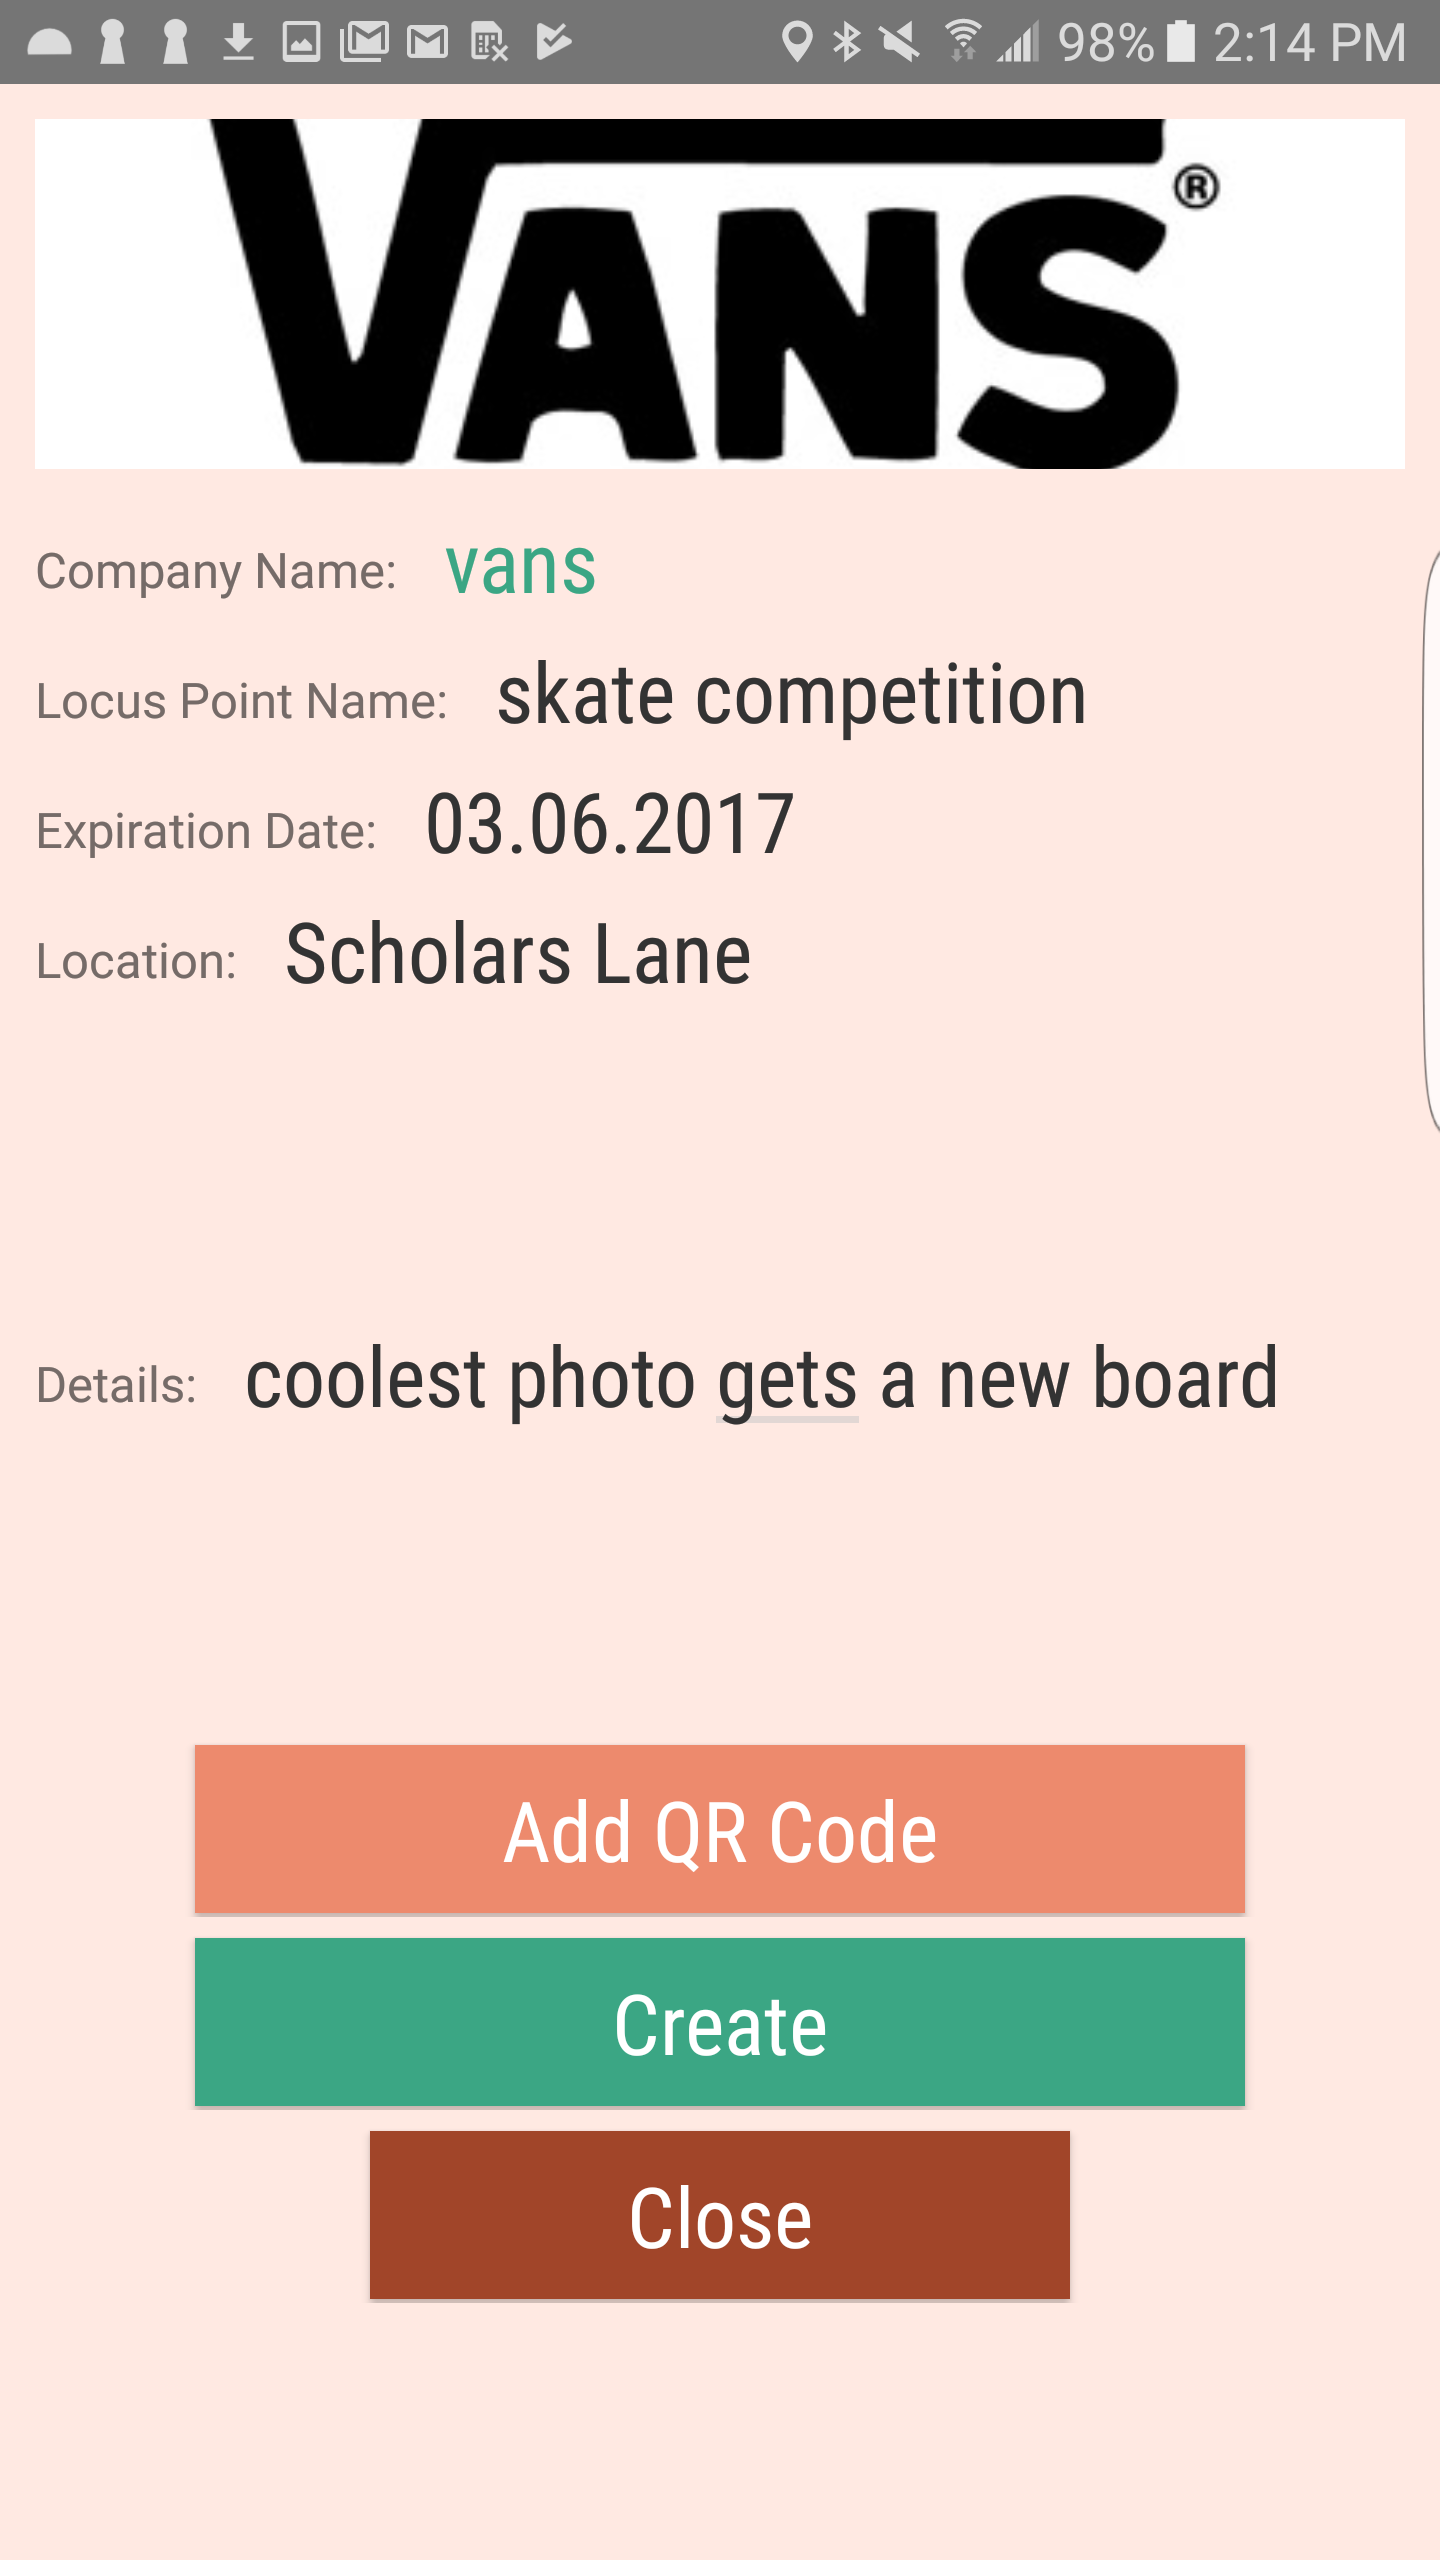 98% 2:14 PM
VANS®
Company Name: vans
Locus Point Name: skate competition
Expiration Date: 03.06.2017
Location: Scholars Lane
Details: coolest photo gets a new board
Add QR Code
Create
Close